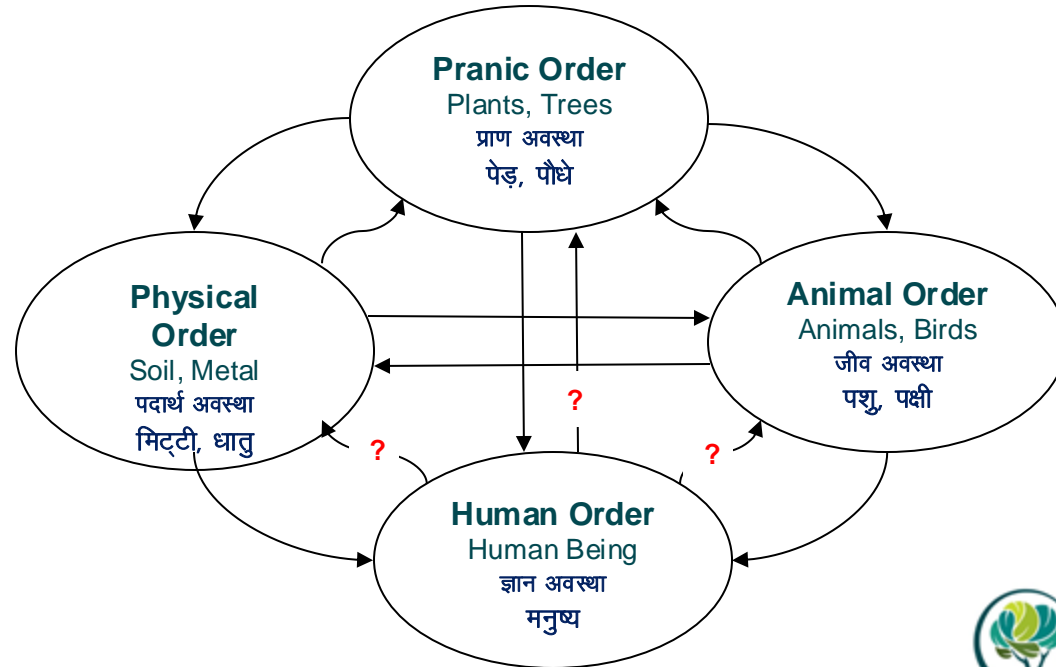 Pranic Order
Plants, Trees
प्राण अवस्था
पेड़, पौधे
Physical
Order
Soil, Metal
पदार्थ अवस्था
मिट्टी, धातु
Animal Order
Animals, Birds
जीव अवस्था
पशु, पक्षी
?
?
?
Human Order
Human Being
ज्ञान अवस्था
मनुष्य